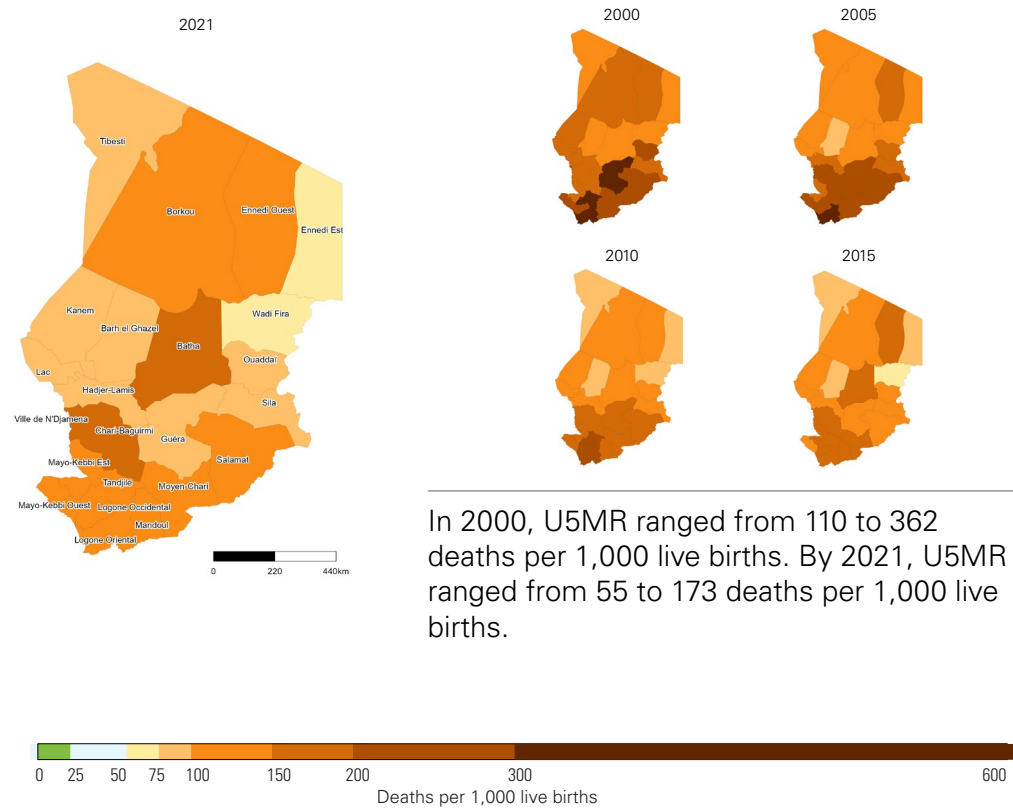 2021
2000
2005
Tibesti
Borkou
Ennedi Ouest
Ennedi Est
Kanem
Barh el Ghazel
Wadi Fira
Batha
Ouaddaï
Lac
Hadjer-Lamis
Sila
Ville de N'Djamena
Chari-Baguirmi
Guéra
Mayo-Kebbi Est
Salamat
Tandjilé
Moyen-Chari
Mayo-Kebbi Ouest
Logone Occidental
Mandoul
Logone Oriental
0 220 440km
2010
2015
In 2000, U5MR ranged from 110 to 362
deaths per 1,000 live births. By 2021, U5MR
ranged from 55 to 173 deaths per 1,000 live
births.
0 25 50 75 100 150 200 300 600
Deaths per 1,000 live births